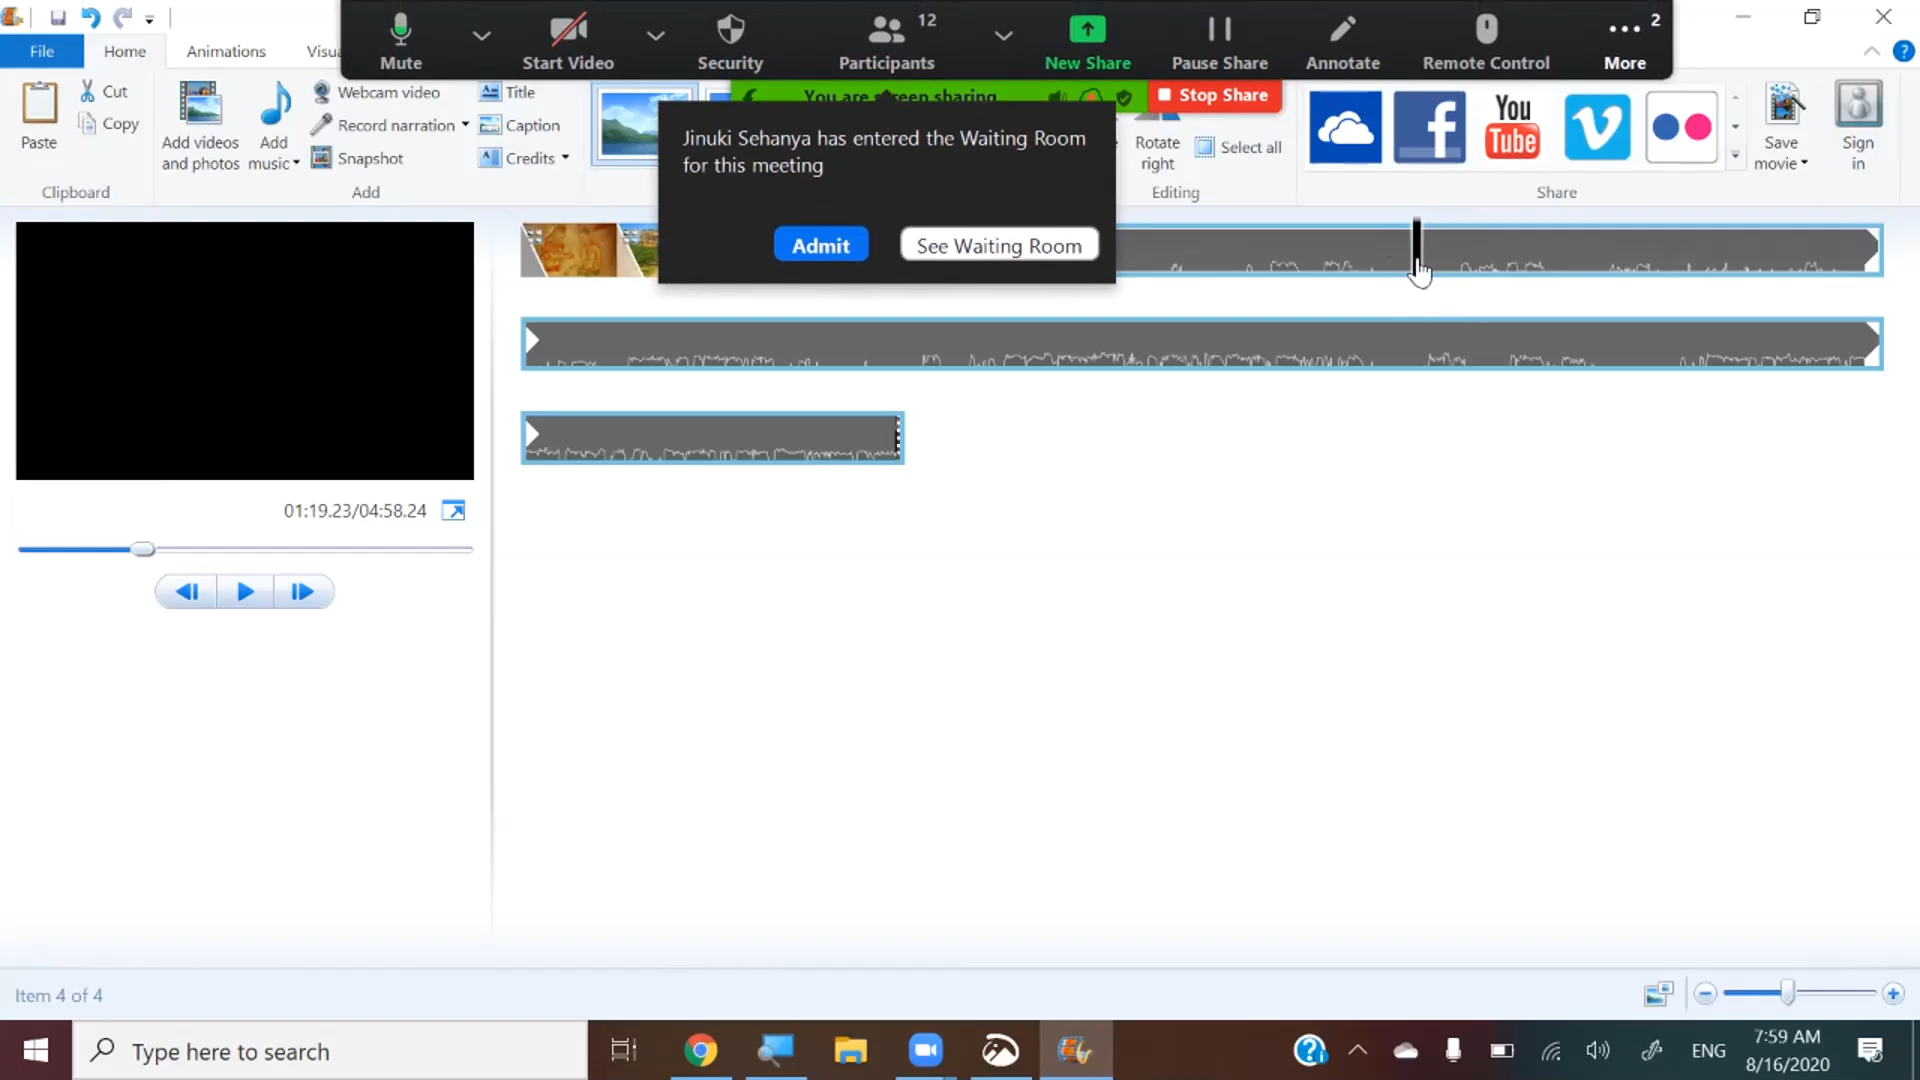 12
2
Mute
Start Video
Security
Participants
New Share
Pause Share
Annotate
Remote Control
More
File
Home
Animations
You are screen sharing
Stop Share
Jinuki Sehanya has entered the Waiting Room
for this meeting
Admit
See Waiting Room
Paste
Cut
Copy
Clipboard
Add videos
and photos
Add
music
Webcam video
Record narration
Snapshot
Title
Caption
Credits
Add
Rotate
right
Select all
Editing
f
You
Tube
V
Share
Save
movie
Sign
in
01:19.23/04:58.24
Item 4 of 4
Type here to search
ENG
7:59 AM
8/16/2020